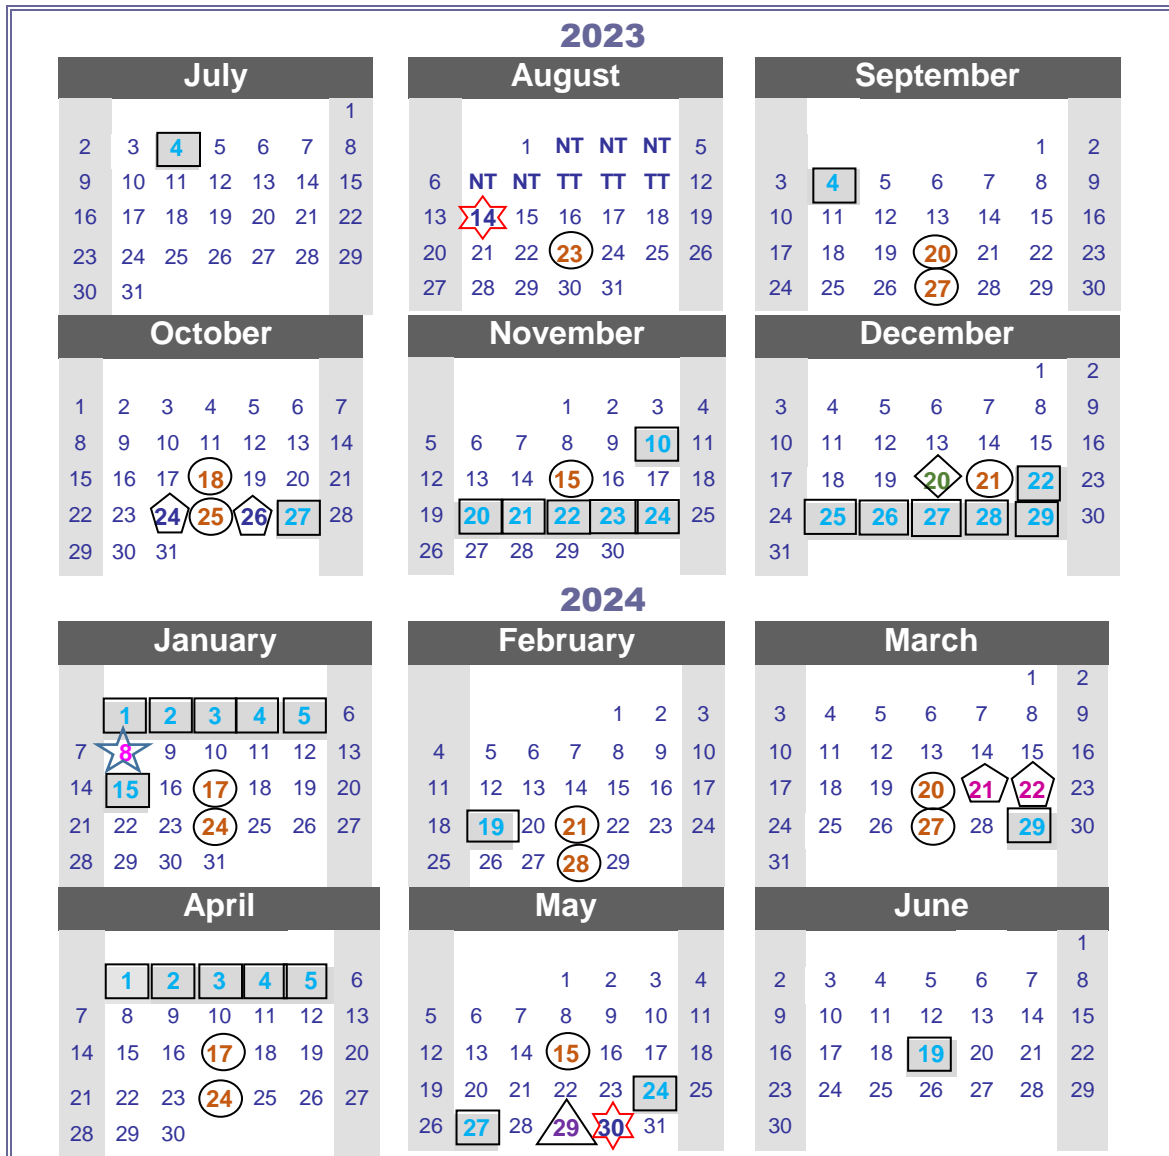 2023
July August September
1
2 3 4 5 6 7 8
9 10 11 12 13 14 15
16 17 18 19 20 21 22
23 24 25 26 27 28 29
30 31
1 NT NT NT 5
6 NT NT TT TT TT 12
13 14 15 16 17 18 19
20 21 22 23 24 25 26
27 28 29 30 31
1 2
3 4 5 6 7 8 9
10 11 12 13 14 15 16
17 18 19 20 21 22 23
24 25 26 27 28 29 30
October November December
1 2 3 4 5 6 7
8 9 10 11 12 13 14
15 16 17 18 19 20 21
22 23 24 25 26 27 28
29 30 31
1 2 3 4
5 6 7 8 9 10 11
12 13 14 15 16 17 18
19 20 21 22 23 24 25
26 27 28 29 30
1 2
3 4 5 6 7 8 9
10 11 12 13 14 15 16
17 18 19 20 21 22 23
24 25 26 27 28 29 30
31
2024
January February March
1 2 3 4 5 6
7 8 9 10 11 12 13
14 15 16 17 18 19 20
21 22 23 24 25 26 27
28 29 30 31
1 2 3
4 5 6 7 8 9 10
11 12 13 14 15 16 17
18 19 20 21 22 23 24
25 26 27 28 29
1 2
3 4 5 6 7 8 9
10 11 12 13 14 15 16
17 18 19 20 21 22 23
24 25 26 27 28 29 30
31
April May June
1 2 3 4 5 6
7 8 9 10 11 12 13
14 15 16 17 18 19 20
21 22 23 24 25 26 27
28 29 30
1 2 3 4
5 6 7 8 9 10 11
12 13 14 15 16 17 18
19 20 21 22 23 24 25
26 27 28 29 30 31
1
2 3 4 5 6 7 8
9 10 11 12 13 14 15
16 17 18 19 20 21 22
23 24 25 26 27 28 29
30